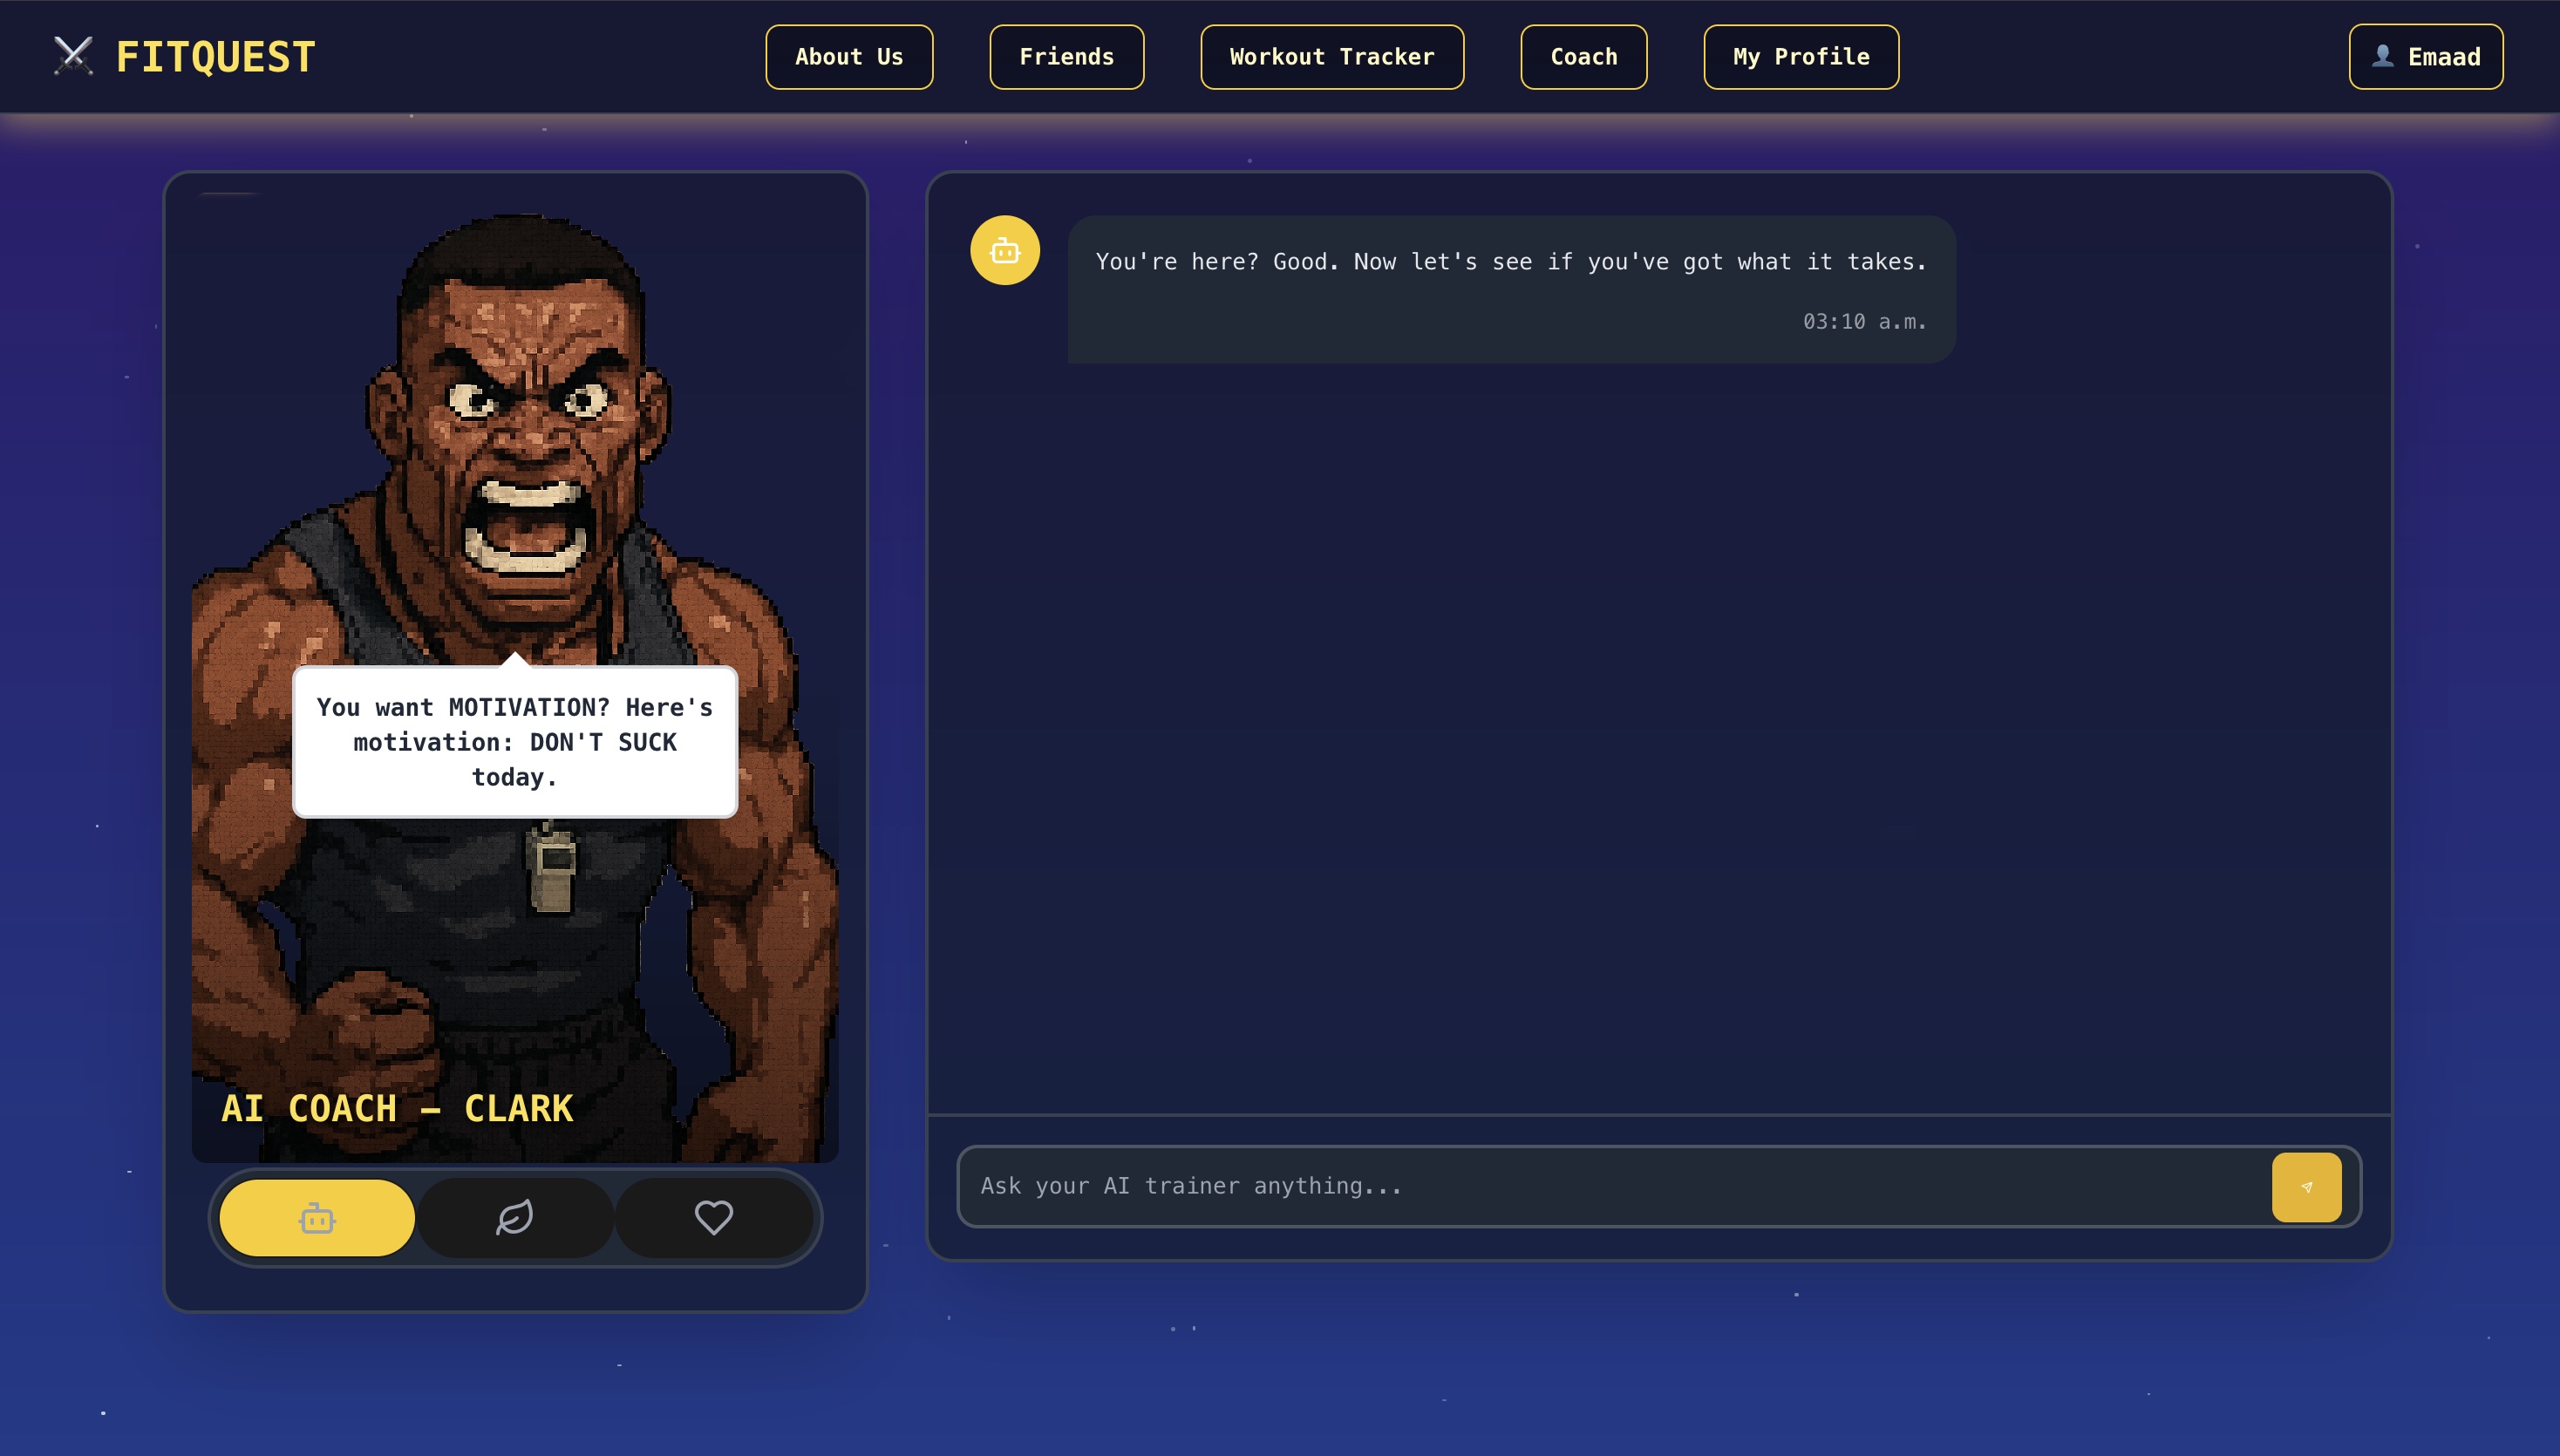 FITQUEST
About Us
Friends
Workout Tracker
Coach
My Profile
Emaad
You want MOTIVATION? Here's
motivation: DON'T SUCK
today.
AI COACH – CLARK
You're here? Good. Now let's see if you've got what it takes.
03:10 a.m.
Ask your AI trainer anything...